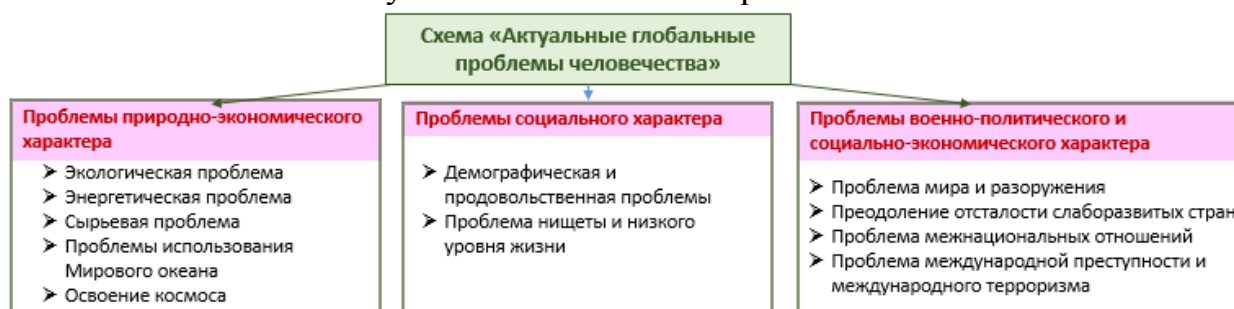 Схема «Актуальные глобальные
проблемы человечества»
Проблемы природно-экономического
характера
➤ Экологическая проблема
➤ Энергетическая проблема
➤ Сырьевая проблема
➤ Проблемы использования
Мирового океана
➤ Освоение космоса
Проблемы социального характера
➤ Демографическая и
продовольственная проблемы
➤ Проблема нищеты и низкого
уровня жизни
Проблемы военно-политического и
социально-экономического характера
➤ Проблема мира и разоружения
➤ Преодоление отсталости слаборазвитых стран
➤ Проблема межнациональных отношений
➤ Проблема международной преступности и
международного терроризма